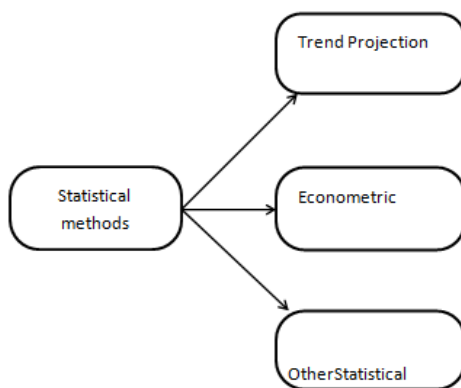 Trend Projection
Statistical
methods
Econometric
OtherStatistical